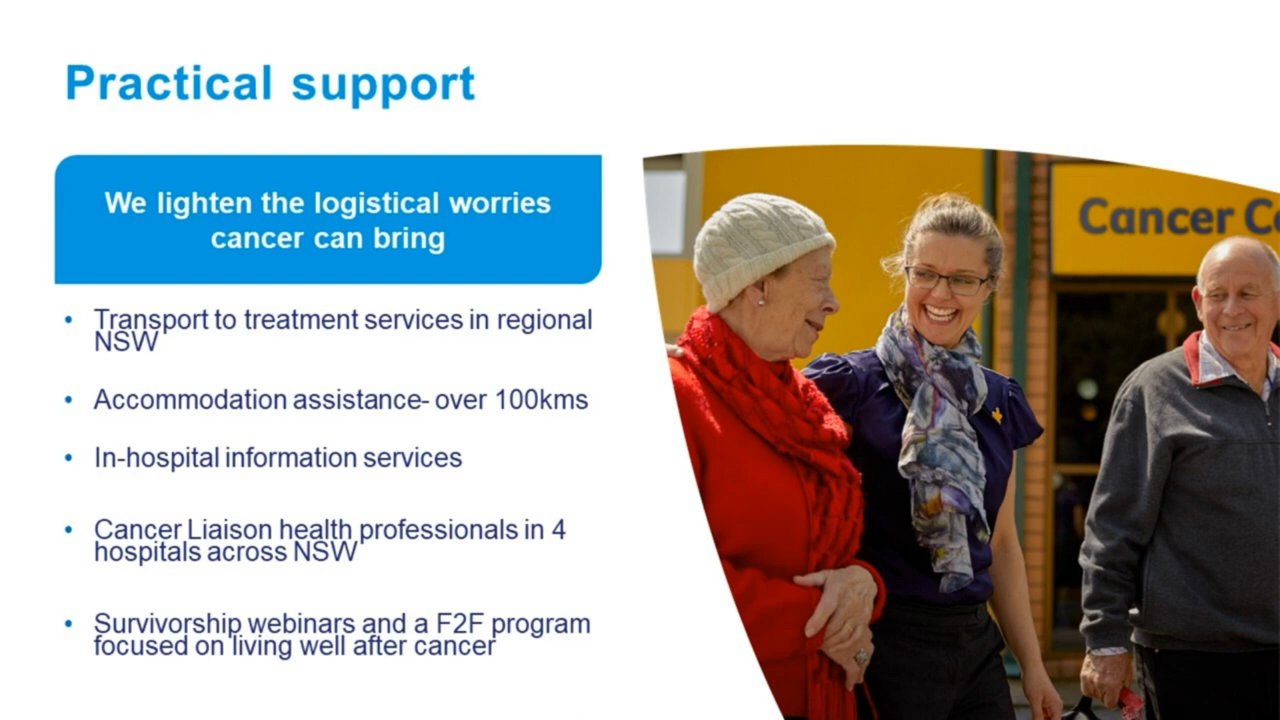 Practical support
We lighten the logistical worries
cancer can bring
• Transport to treatment services in regional
NSW
• Accommodation assistance- over 100kms
• In-hospital information services
• Cancer Liaison health professionals in 4
hospitals across NSW
• Survivorship webinars and a F2F program
focused on living well after cancer
Cancer C